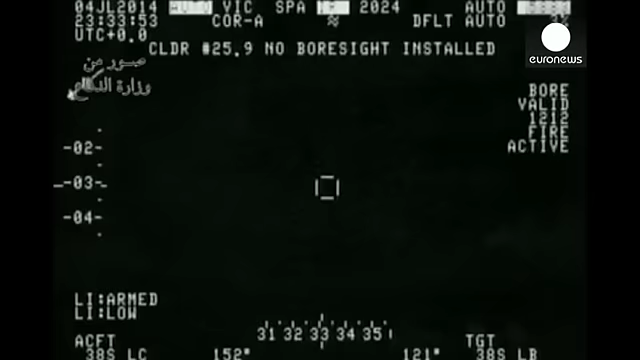 04JUL2014 AUTO VIC SPA 2024 AUTO
23:33:53 COR-A DFLT AUTO
UTC+0.0
CLDR #25.9 NO BORESIGHT INSTALLED
euronews
صور من
وزارة الدفاع
BORE
VALID
1212
FIRE
ACTIVE
-02-
-03-
-04-
LI:ARMED
LI:LOW
31 32 33 34 35
ACFT TGT
38S LC 152° 121° 38S LB